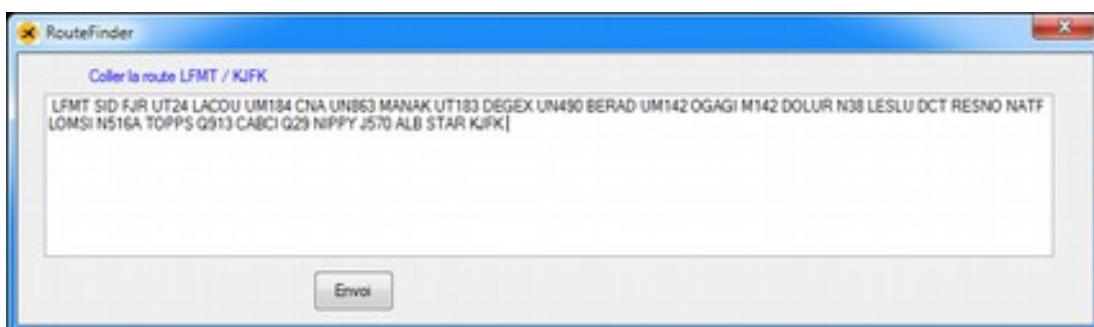 RouteFinder
Coller la route LFMT / KJFK
LFMT SID FJR UT24 LACOU UM184 CNA UN863 MANAK UT183 DEGEX UN490 BERAD UM142 OGAGI M142 DOLUR N38 LESLU DCT RESNO NATF
LOMSI N516A TOPPS Q913 CABCI Q29 NIPPY J570 ALB STAR KJFK
Envoi